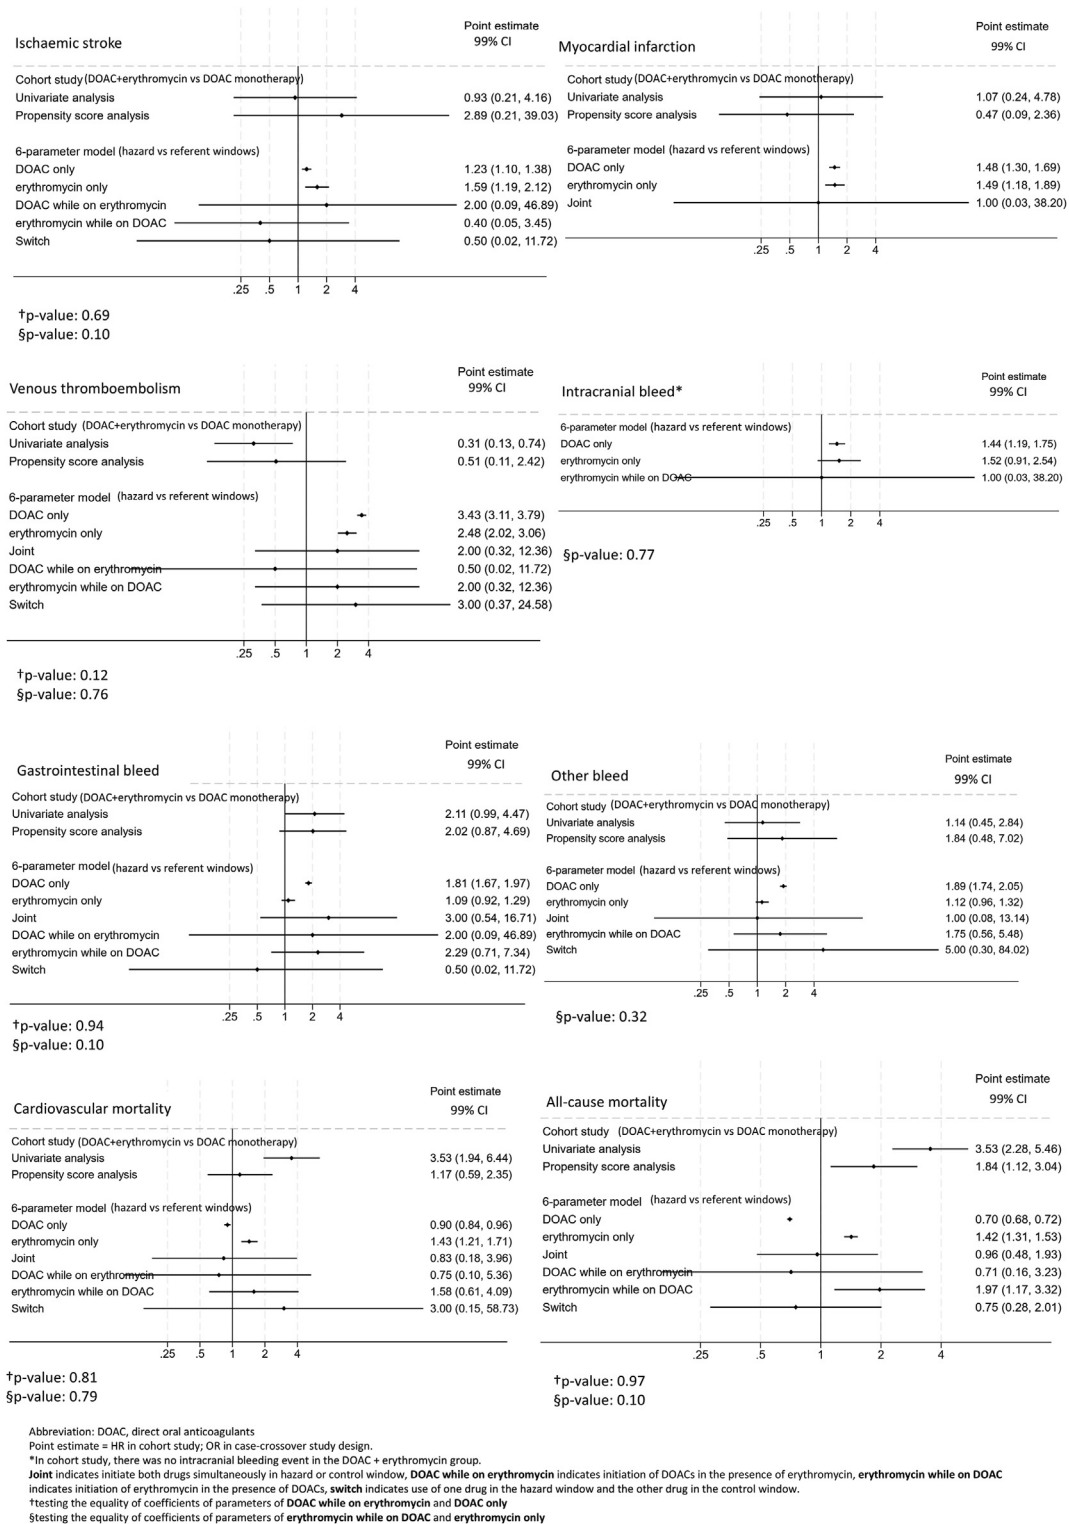 Ischaemic stroke
Point estimate
99% CI
Cohort study (DOAC+erythromycin vs DOAC monotherapy)
Univariate analysis 0.93 (0.21, 4.16)
Propensity score analysis 2.89 (0.21, 39.03)
6-parameter model (hazard vs referent windows)
DOAC only 1.23 (1.10, 1.38)
erythromycin only 1.59 (1.19, 2.12)
DOAC while on erythromycin 2.00 (0.09, 46.89)
erythromycin while on DOAC 0.40 (0.05, 3.45)
Switch 0.50 (0.02, 11.72)
.25 .5 1 2 4
†p-value: 0.69
§p-value: 0.10
Myocardial infarction
Point estimate
99% CI
Cohort study (DOAC+erythromycin vs DOAC monotherapy)
Univariate analysis 1.07 (0.24, 4.78)
Propensity score analysis 0.47 (0.09, 2.36)
6-parameter model (hazard vs referent windows)
DOAC only 1.48 (1.30, 1.69)
erythromycin only 1.49 (1.18, 1.89)
Joint 1.00 (0.03, 38.20)
.25 .5 1 2 4
Venous thromboembolism
Point estimate
99% CI
Cohort study (DOAC+erythromycin vs DOAC monotherapy)
Univariate analysis 0.31 (0.13, 0.74)
Propensity score analysis 0.51 (0.11, 2.42)
6-parameter model (hazard vs referent windows)
DOAC only 3.43 (3.11, 3.79)
erythromycin only 2.48 (2.02, 3.06)
Joint 2.00 (0.32, 12.36)
DOAC while on erythromycin 0.50 (0.02, 11.72)
erythromycin while on DOAC 2.00 (0.32, 12.36)
Switch 3.00 (0.37, 24.58)
.25 .5 1 2 4
†p-value: 0.12
§p-value: 0.76
Intracranial bleed*
Point estimate
99% CI
6-parameter model (hazard vs referent windows)
DOAC only 1.44 (1.19, 1.75)
erythromycin only 1.52 (0.91, 2.54)
erythromycin while on DOAC 1.00 (0.03, 38.20)
.25 .5 1 2 4
§p-value: 0.77
Gastrointestinal bleed
Point estimate
99% CI
Cohort study (DOAC+erythromycin vs DOAC monotherapy)
Univariate analysis 2.11 (0.99, 4.47)
Propensity score analysis 2.02 (0.87, 4.69)
6-parameter model (hazard vs referent windows)
DOAC only 1.81 (1.67, 1.97)
erythromycin only 1.09 (0.92, 1.29)
Joint 3.00 (0.54, 16.71)
DOAC while on erythromycin 2.00 (0.09, 46.89)
erythromycin while on DOAC 2.29 (0.71, 7.34)
Switch 0.50 (0.02, 11.72)
.25 .5 1 2 4
†p-value: 0.94
§p-value: 0.10
Other bleed
Point estimate
99% CI
Cohort study (DOAC+erythromycin vs DOAC monotherapy)
Univariate analysis 1.14 (0.45, 2.84)
Propensity score analysis 1.84 (0.48, 7.02)
6-parameter model (hazard vs referent windows)
DOAC only 1.89 (1.74, 2.05)
erythromycin only 1.12 (0.96, 1.32)
Joint 1.00 (0.08, 13.14)
erythromycin while on DOAC 1.75 (0.56, 5.48)
Switch 5.00 (0.30, 84.02)
.25 .5 1 2 4
§p-value: 0.32
Cardiovascular mortality
Point estimate
99% CI
Cohort study (DOAC+erythromycin vs DOAC monotherapy)
Univariate analysis 3.53 (1.94, 6.44)
Propensity score analysis 1.17 (0.59, 2.35)
6-parameter model (hazard vs referent windows)
DOAC only 0.90 (0.84, 0.96)
erythromycin only 1.43 (1.21, 1.71)
Joint 0.83 (0.18, 3.96)
DOAC while on erythromycin 0.75 (0.10, 5.36)
erythromycin while on DOAC 1.58 (0.61, 4.09)
Switch 3.00 (0.15, 58.73)
.25 .5 1 2 4
†p-value: 0.81
§p-value: 0.79
All-cause mortality
Point estimate
99% CI
Cohort study (DOAC+erythromycin vs DOAC monotherapy)
Univariate analysis 3.53 (2.28, 5.46)
Propensity score analysis 1.84 (1.12, 3.04)
6-parameter model (hazard vs referent windows)
DOAC only 0.70 (0.68, 0.72)
erythromycin only 1.42 (1.31, 1.53)
Joint 0.96 (0.48, 1.93)
DOAC while on erythromycin 0.71 (0.16, 3.23)
erythromycin while on DOAC 1.97 (1.17, 3.32)
Switch 0.75 (0.28, 2.01)
.25 .5 1 2 4
†p-value: 0.97
§p-value: 0.10
Abbreviation: DOAC, direct oral anticoagulants
Point estimate = HR in cohort study; OR in case-crossover study design.
*In cohort study, there was no intracranial bleeding event in the DOAC + erythromycin group.
Joint indicates initiate both drugs simultaneously in hazard or control window, DOAC while on erythromycin indicates initiation of DOACs in the presence of erythromycin, erythromycin while on DOAC
indicates initiation of erythromycin in the presence of DOACs, switch indicates use of one drug in the hazard window and the other drug in the control window.
†testing the equality of coefficients of parameters of DOAC while on erythromycin and DOAC only
§testing the equality of coefficients of parameters of erythromycin while on DOAC and erythromycin only